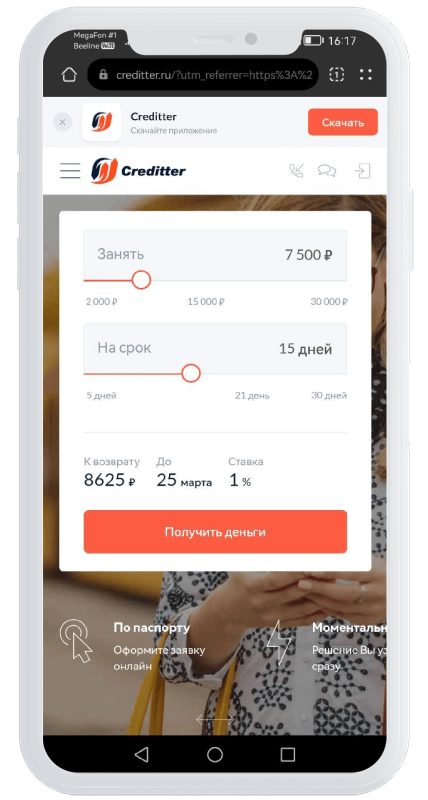 MegaFon #1
Beeline VoLTE
16:17
creditter.ru/?utm_referrer=https%3A%2
1
Creditter
Скачайте приложение
Скачать
Creditter
Занять 7 500 ₽
2 000 ₽ 15 000 ₽ 30 000 ₽
На срок 15 дней
5 дней 21 день 30 дней
К возврату До Ставка
8625 ₽ 25 марта 1 %
Получить деньги
По паспорту Моментальн
Оформите заявку Решение Вы уз
онлайн сразу